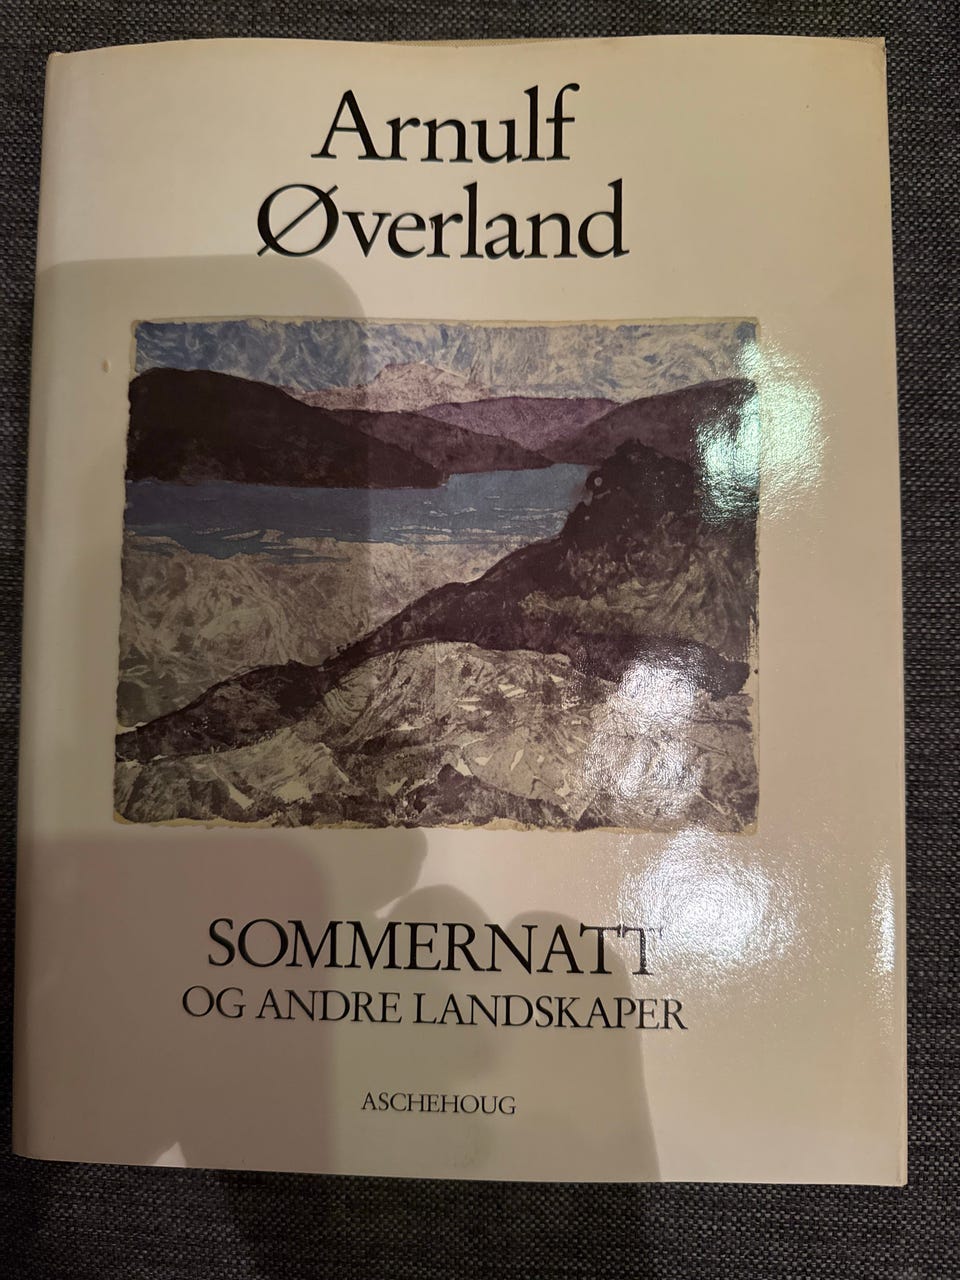 Arnulf
Øverland
SOMMERNATT
OG ANDRE LANDSKAPER
ASCHEHOUG